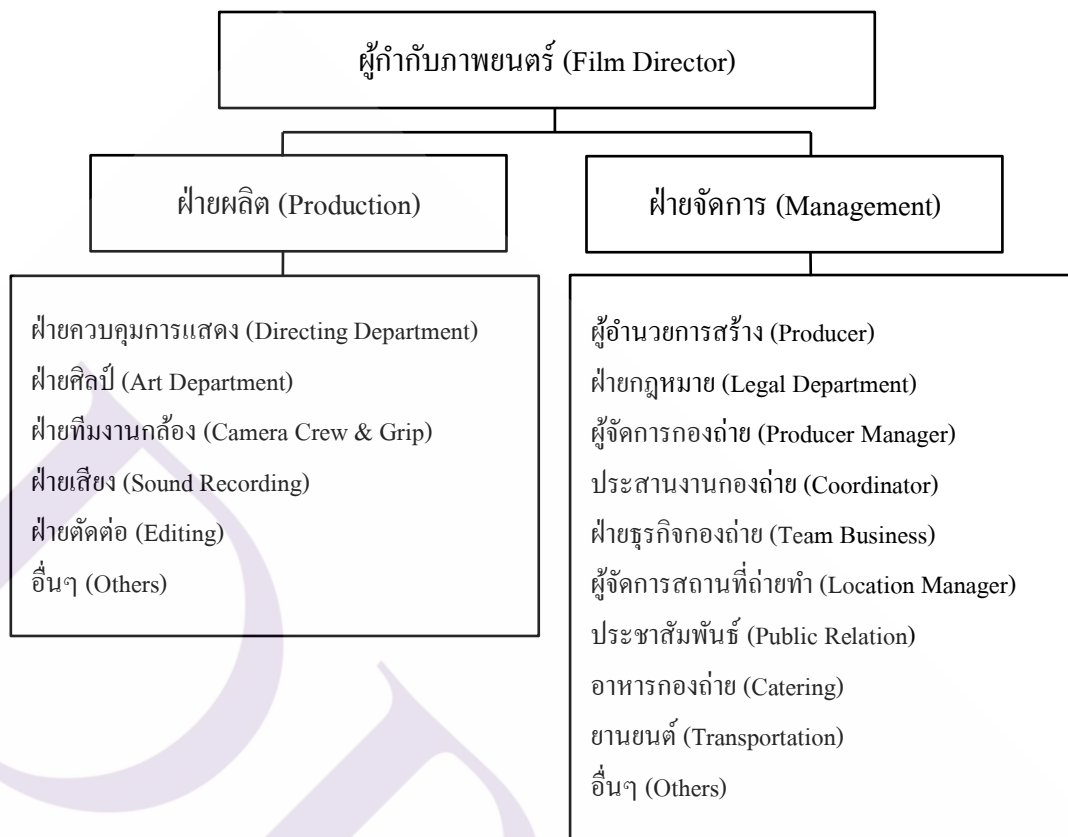 ผู้กำกับภาพยนตร์ (Film Director)
ฝ่ายผลิต (Production)
ฝ่ายจัดการ (Management)
ฝ่ายควบคุมการแสดง (Directing Department)
ฝ่ายศิลป์ (Art Department)
ฝ่ายทีมงานกล้อง (Camera Crew & Grip)
ฝ่ายเสียง (Sound Recording)
ฝ่ายตัดต่อ (Editing)
อื่นๆ (Others)
ผู้อำนวยการสร้าง (Producer)
ฝ่ายกฎหมาย (Legal Department)
ผู้จัดการกองถ่าย (Producer Manager)
ประสานงานกองถ่าย (Coordinator)
ฝ่ายธุรกิจกองถ่าย (Team Business)
ผู้จัดการสถานที่ถ่ายทำ (Location Manager)
ประชาสัมพันธ์ (Public Relation)
อาหารกองถ่าย (Catering)
ยานยนต์ (Transportation)
อื่นๆ (Others)